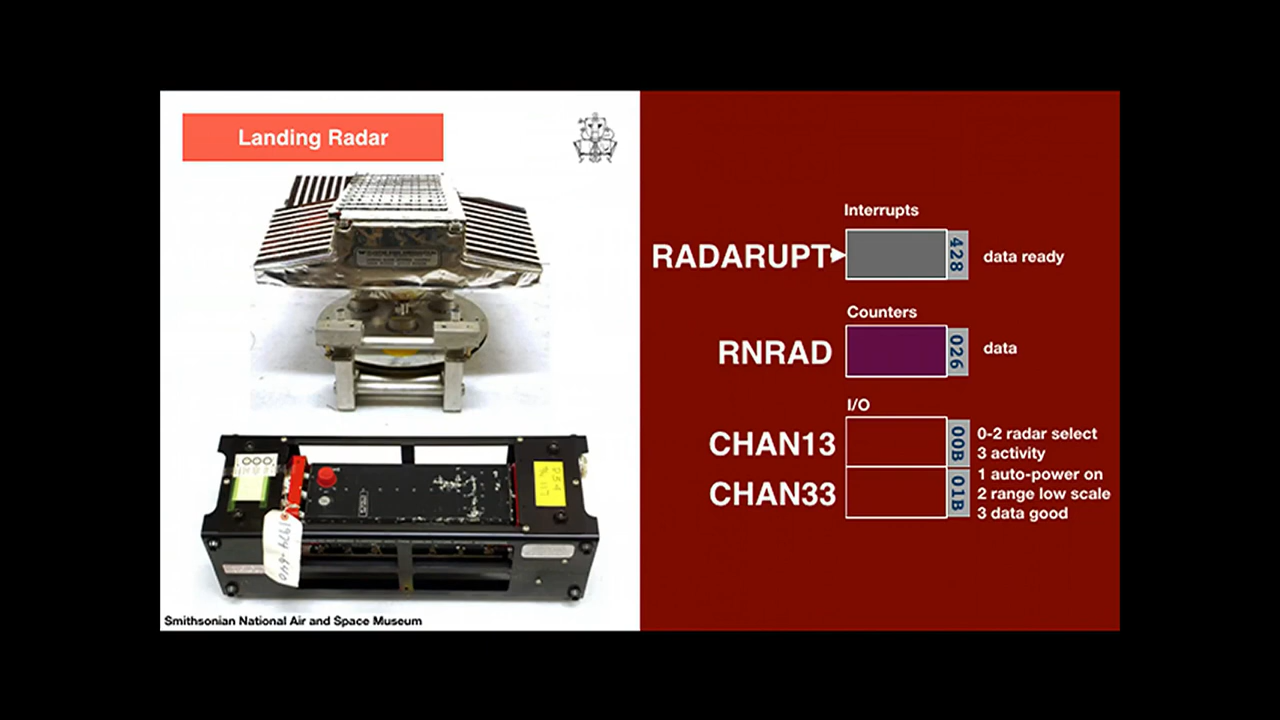 Landing Radar
Smithsonian National Air and Space Museum
Interrupts
RADARUPT
428
data ready
Counters
RNRAD
026
data
I/O
CHAN13
00B
0-2 radar select
3 activity
CHAN33
01B
1 auto-power on
2 range low scale
3 data good